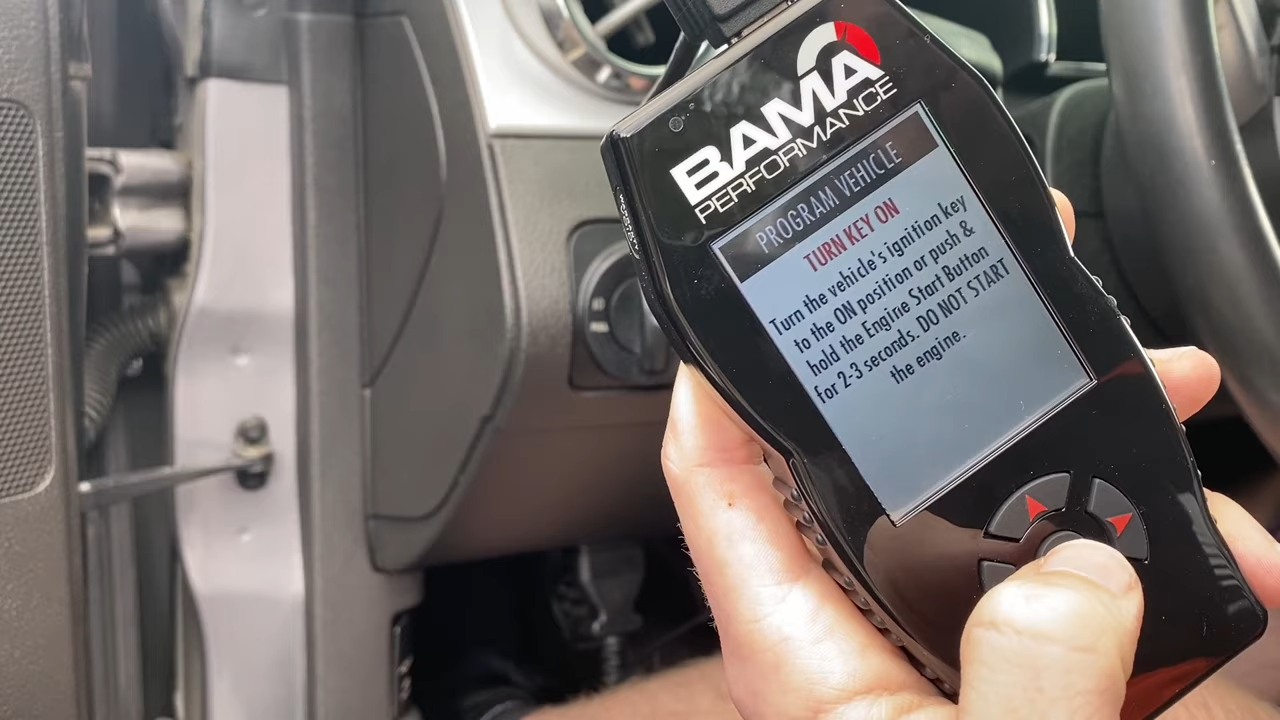 BAMA
PERFORMANCE
PROGRAM VEHICLE
TURN KEY ON
Turn the vehicle's ignition key
to the ON position or push &
hold the Engine Start Button
for 2-3 seconds. DO NOT START
the engine.